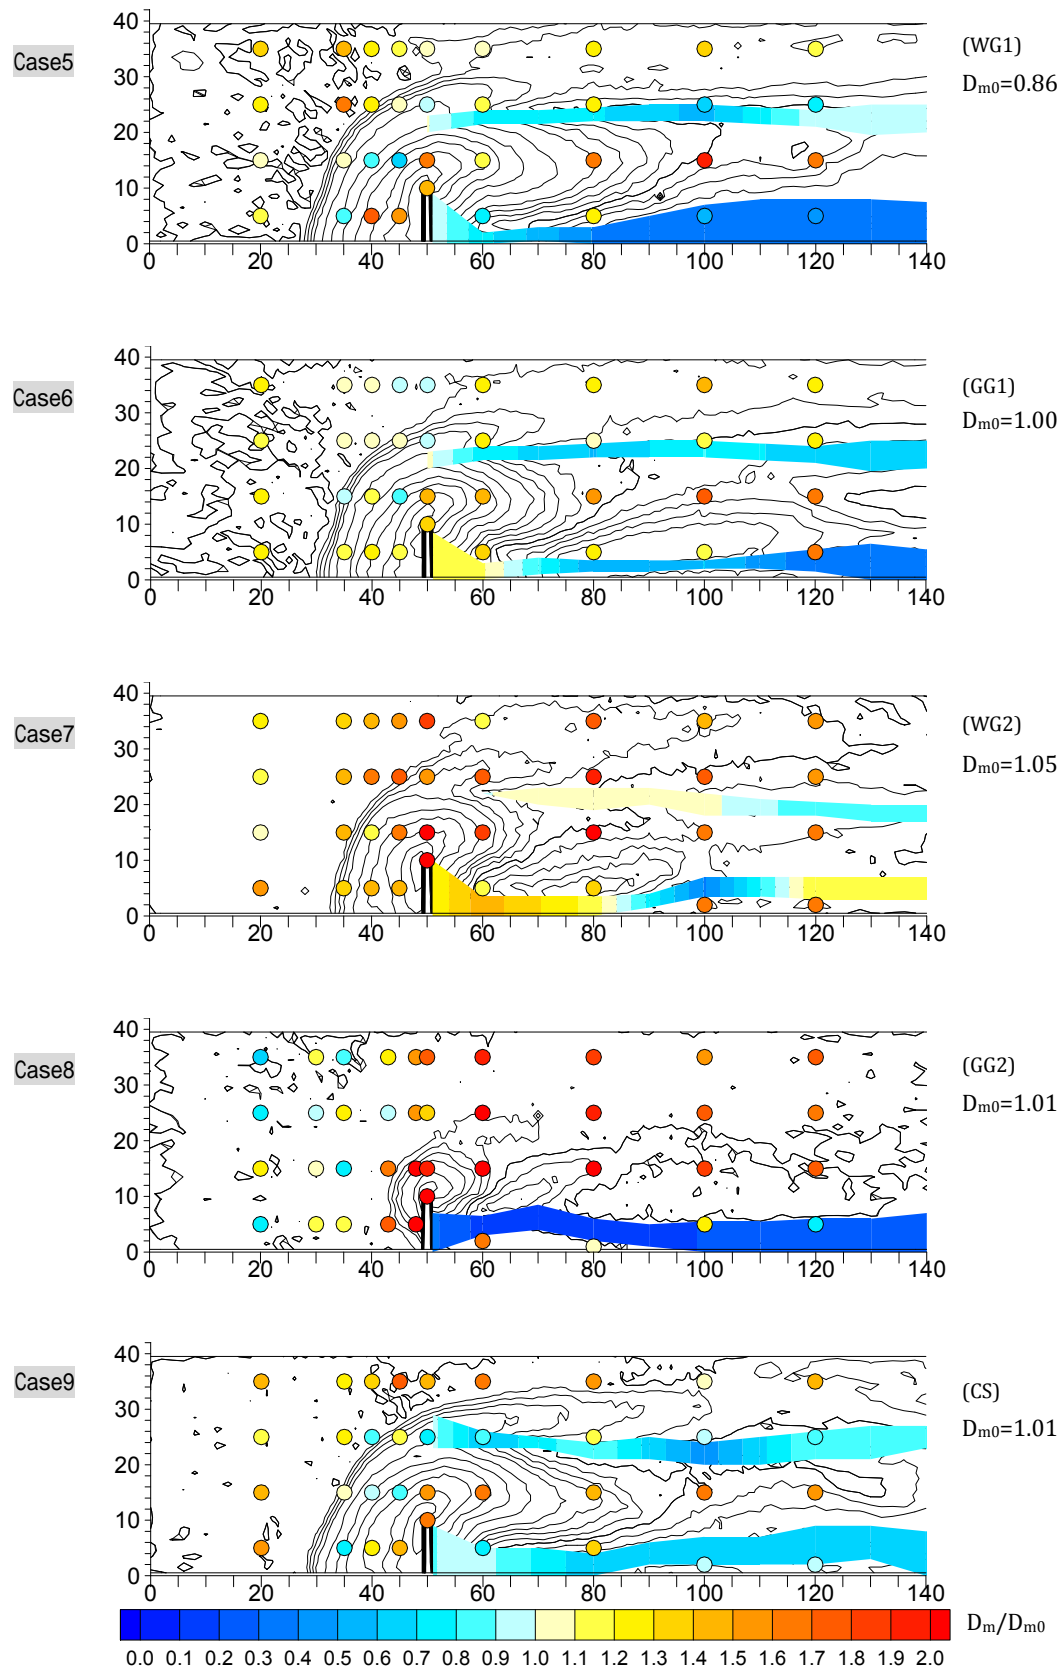 Case5
40
30
20
10
0
0 20 40 60 80 100 120 140
(WG1)
Dm0=0.86
Case6
40
30
20
10
0
0 20 40 60 80 100 120 140
(GG1)
Dm0=1.00
Case7
40
30
20
10
0
0 20 40 60 80 100 120 140
(WG2)
Dm0=1.05
Case8
40
30
20
10
0
0 20 40 60 80 100 120 140
(GG2)
Dm0=1.01
Case9
40
30
20
10
0
0 20 40 60 80 100 120 140
(CS)
Dm0=1.01
Dm/Dm0
0.0 0.1 0.2 0.3 0.4 0.5 0.6 0.7 0.8 0.9 1.0 1.1 1.2 1.3 1.4 1.5 1.6 1.7 1.8 1.9 2.0